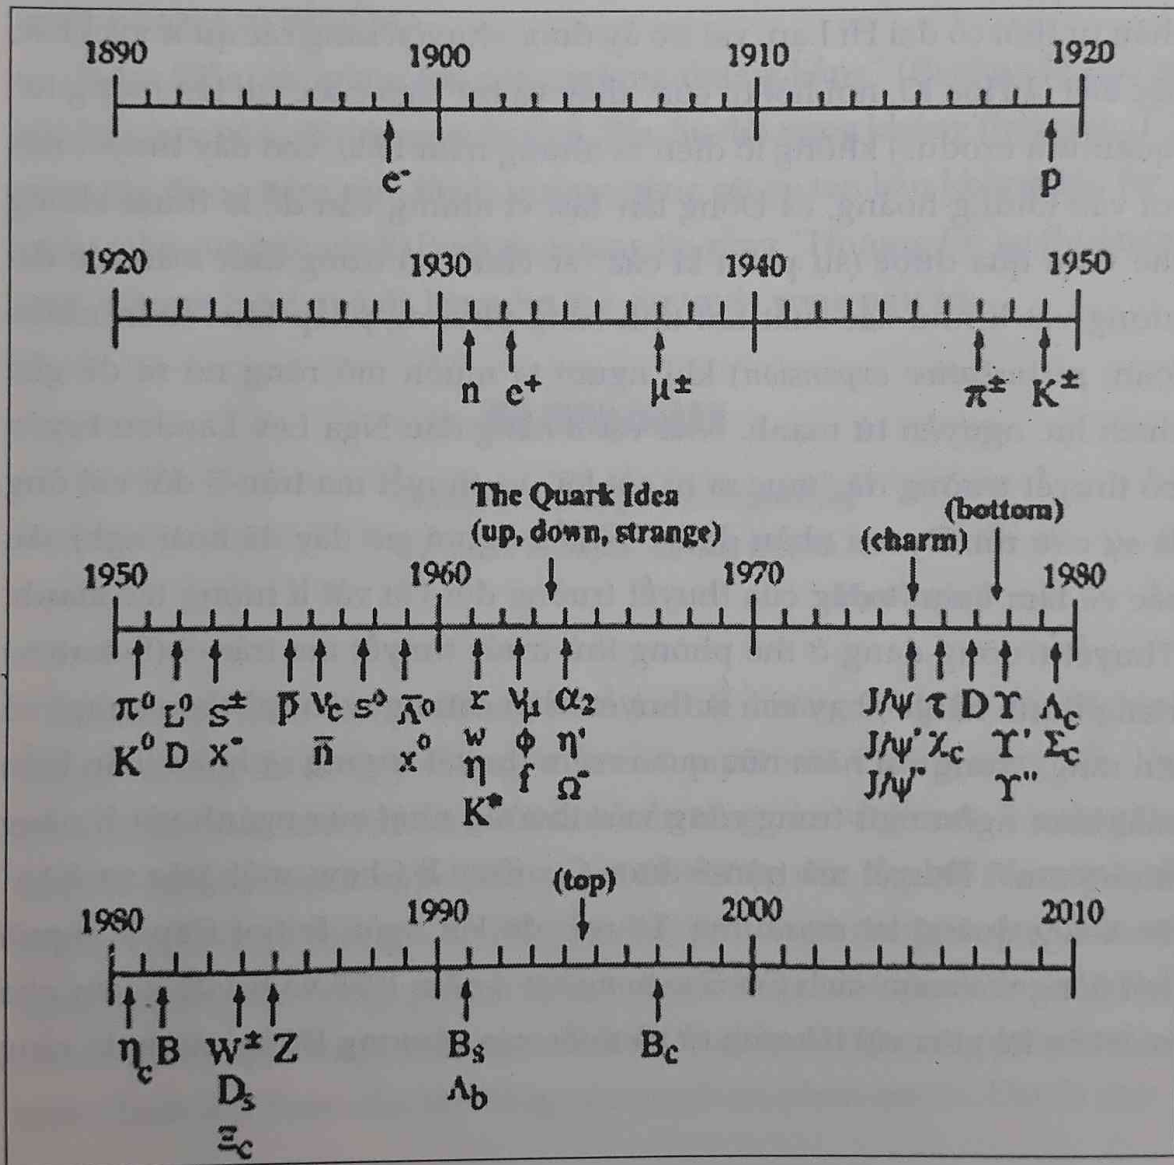 1890 1900 1910 1920
e⁻ p
1920 1930 1940 1950
n e⁺ μ± π± K±
The Quark Idea
(up, down, strange)
(bottom)
(charm)
1950 1960 1970 1980
π⁰ Σ⁰ s± p̅ νe s⁰ Λ̅⁰ r νμ α₂ J/ψ τ D ϒ Λc
K⁰ D x⁻ n̅ x⁰ w ϕ η' J/ψ' χc ϒ' Σc
η f Ω⁻ J/ψ'' ϒ''
K*
(top)
1980 1990 2000 2010
ηc B W± Z Bs Bc
Ds Λb
Ξc